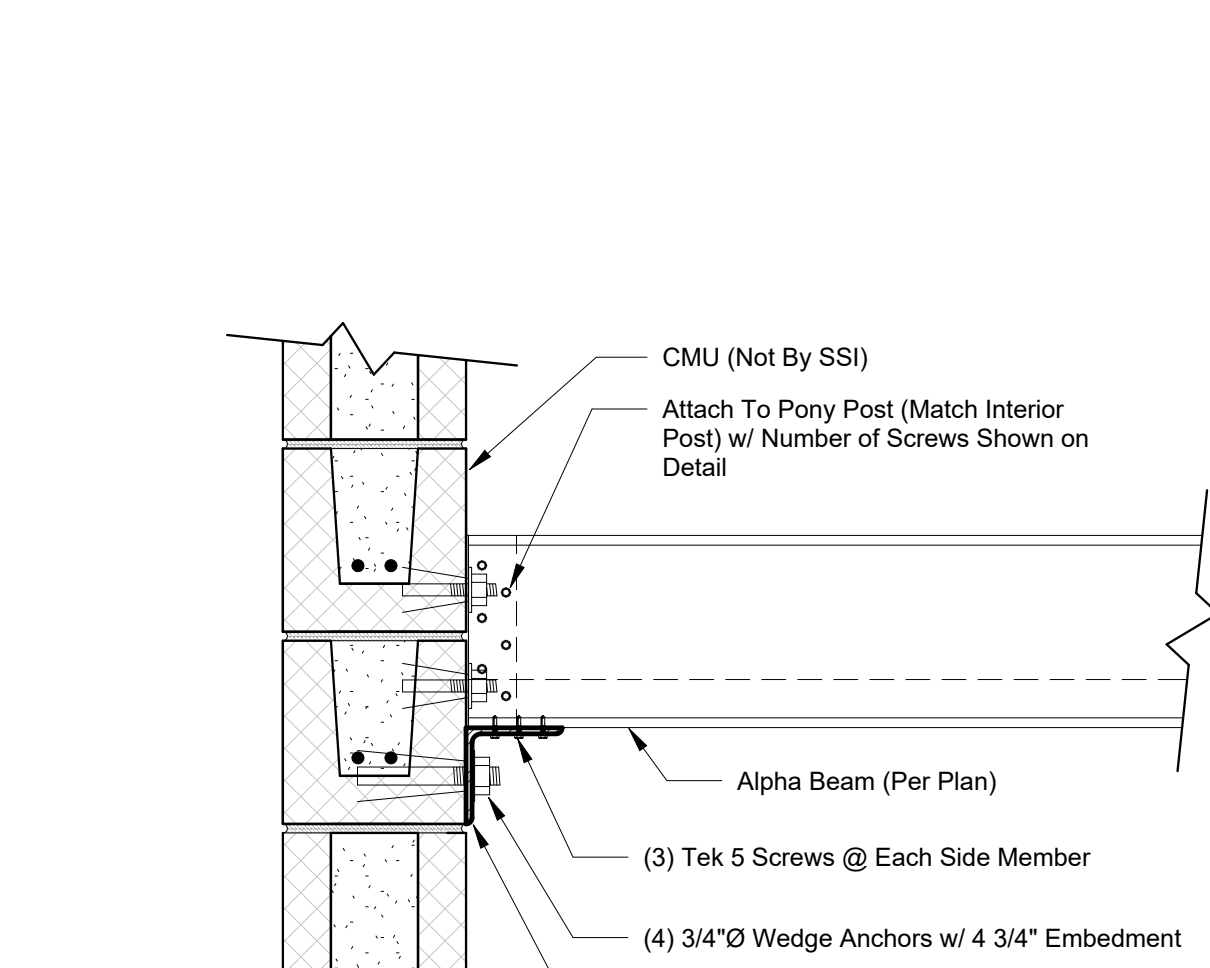 CMU (Not By SSI)
Attach To Pony Post (Match Interior
Post) w/ Number of Screws Shown on
Detail
Alpha Beam (Per Plan)
(3) Tek 5 Screws @ Each Side Member
(4) 3/4"Ø Wedge Anchors w/ 4 3/4" Embedment